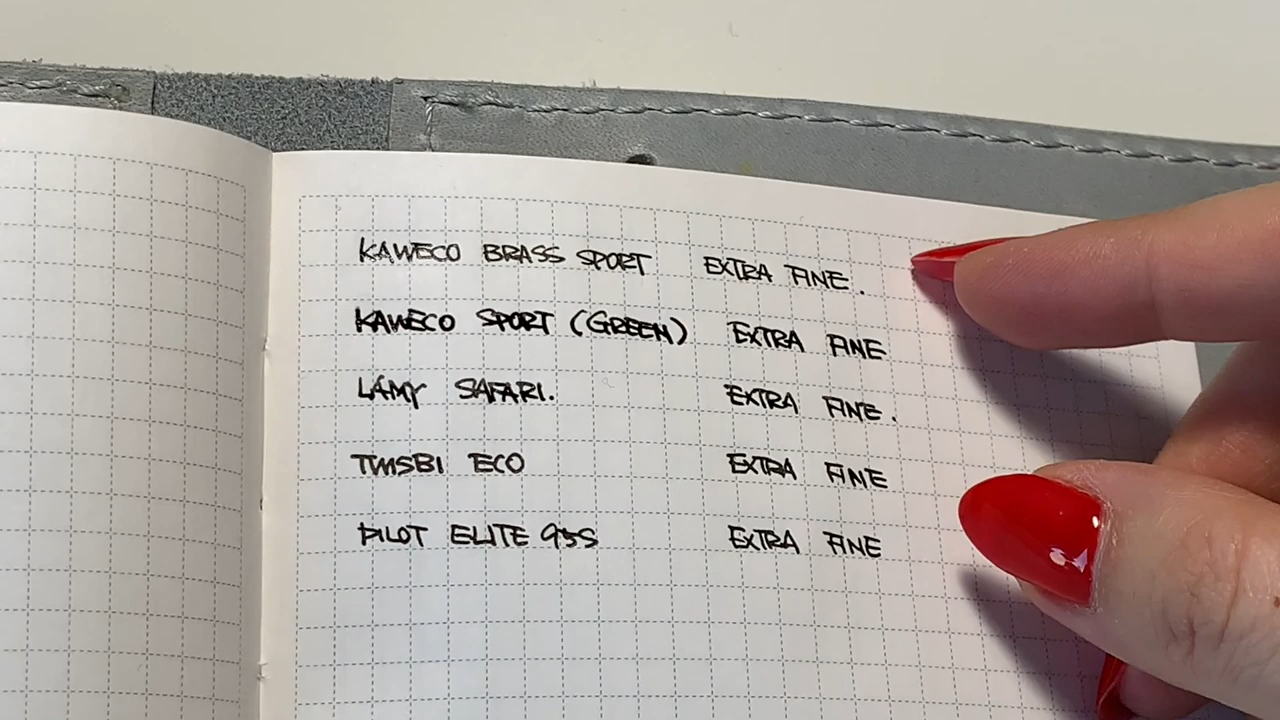 KAWECO BRASS SPORT EXTRA FINE.
KAWECO SPORT (GREEN) EXTRA FINE
LAMY SAFARI. EXTRA FINE.
TWSBI ECO EXTRA FINE
PILOT ELITE 95S EXTRA FINE